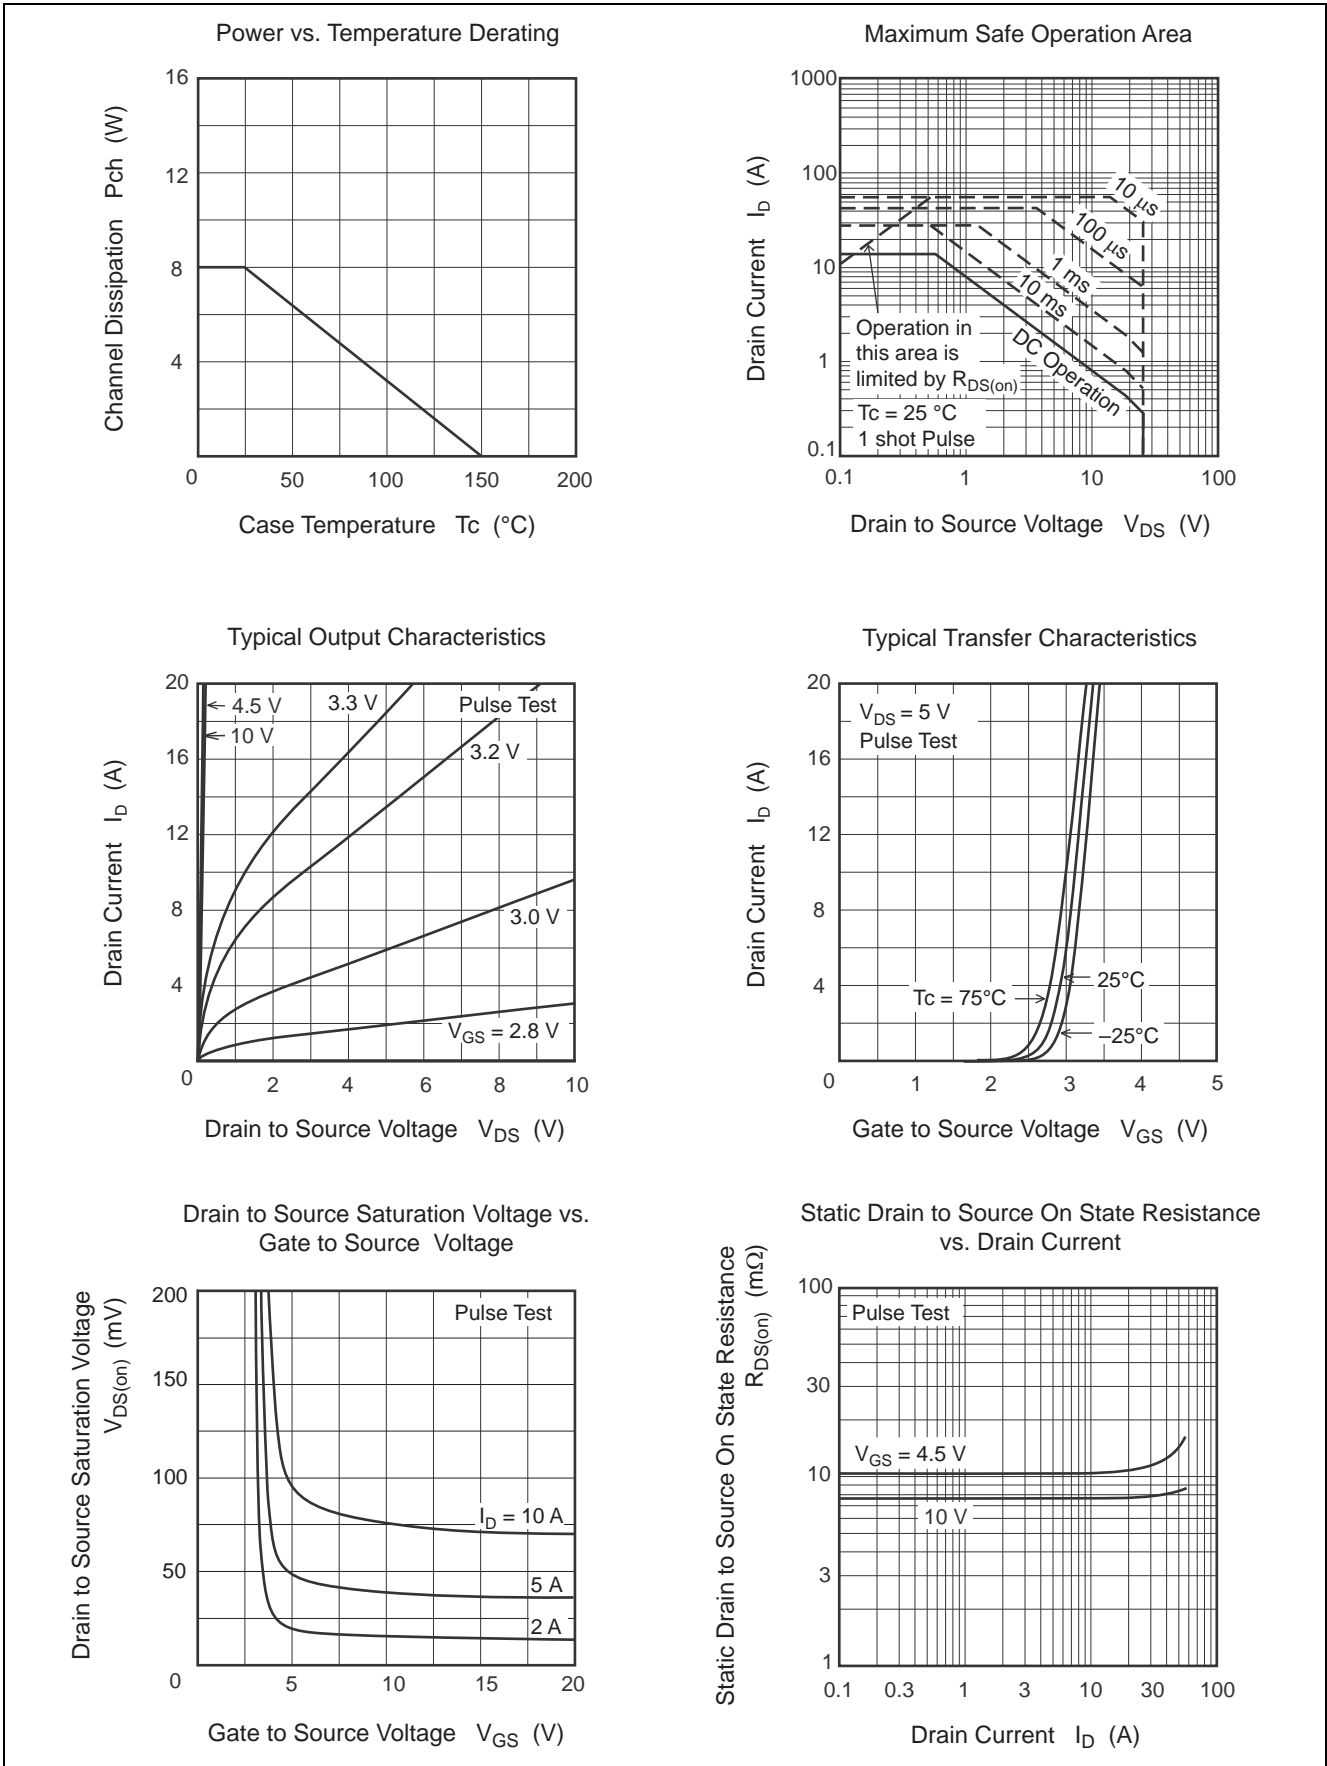 Power vs. Temperature Derating
16
12
8
4
0
50
100
150
200
Channel Dissipation Pch (W)
Case Temperature Tc (°C)
Maximum Safe Operation Area
1000
100
10
1
0.1
0.1
1
10
100
Drain Current I_D (A)
10 µs
100 µs
1 ms
10 ms
DC Operation
Operation in
this area is
limited by R_DS(on)
Tc = 25 °C
1 shot Pulse
Drain to Source Voltage V_DS (V)
Typical Output Characteristics
20
16
12
8
4
0
2
4
6
8
10
Drain Current I_D (A)
4.5 V
10 V
3.3 V
Pulse Test
3.2 V
3.0 V
V_GS = 2.8 V
Drain to Source Voltage V_DS (V)
Typical Transfer Characteristics
20
16
12
8
4
0
1
2
3
4
5
Drain Current I_D (A)
V_DS = 5 V
Pulse Test
Tc = 75°C
25°C
–25°C
Gate to Source Voltage V_GS (V)
Drain to Source Saturation Voltage vs.
Gate to Source Voltage
200
150
100
50
0
5
10
15
20
Drain to Source Saturation Voltage
V_DS(on) (mV)
Pulse Test
I_D = 10 A
5 A
2 A
Gate to Source Voltage V_GS (V)
Static Drain to Source On State Resistance
vs. Drain Current
100
30
10
3
1
0.1
0.3
1
3
10
30
100
Static Drain to Source On State Resistance
R_DS(on) (mΩ)
Pulse Test
V_GS = 4.5 V
10 V
Drain Current I_D (A)